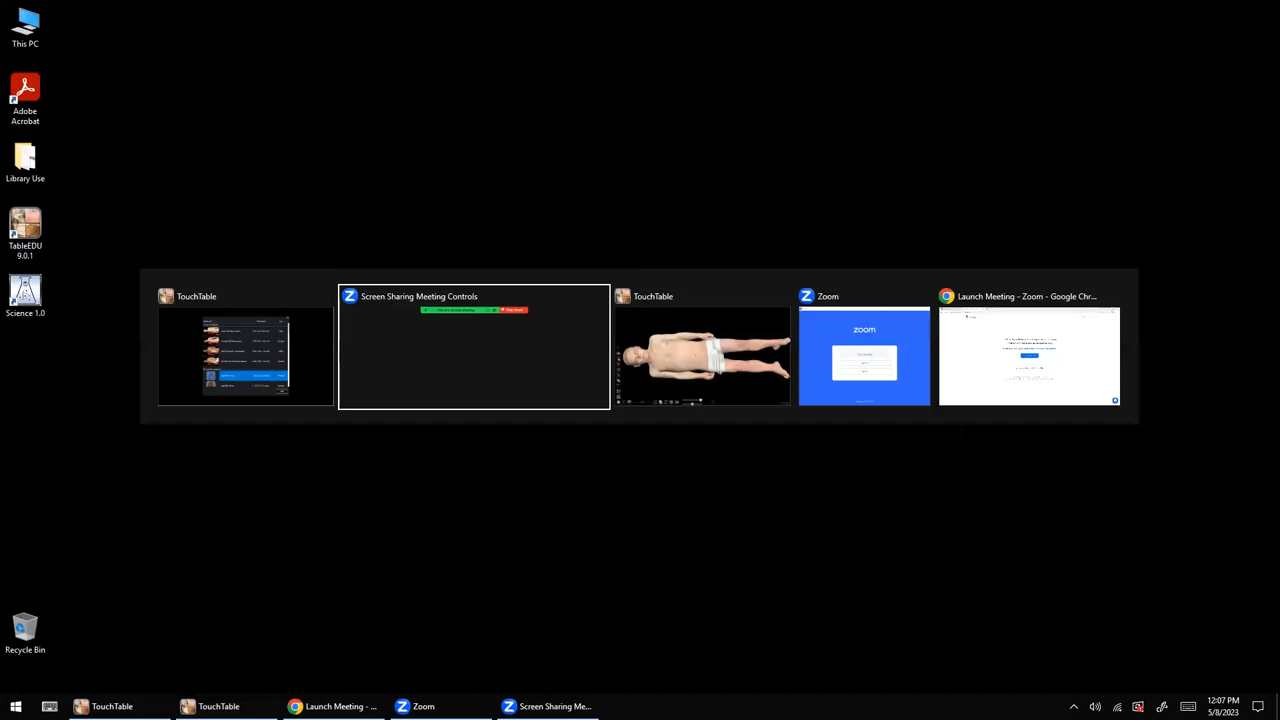 This PC
Adobe
Acrobat
Library Use
TableEDU
9.0.1
Science 1.0
Recycle Bin
TouchTable
Screen Sharing Meeting Controls
TouchTable
Zoom
Launch Meeting - Zoom - Google Chr...
zoom
TouchTable
TouchTable
Launch Meeting - ...
Zoom
Screen Sharing Me...
12:07 PM
5/8/2023